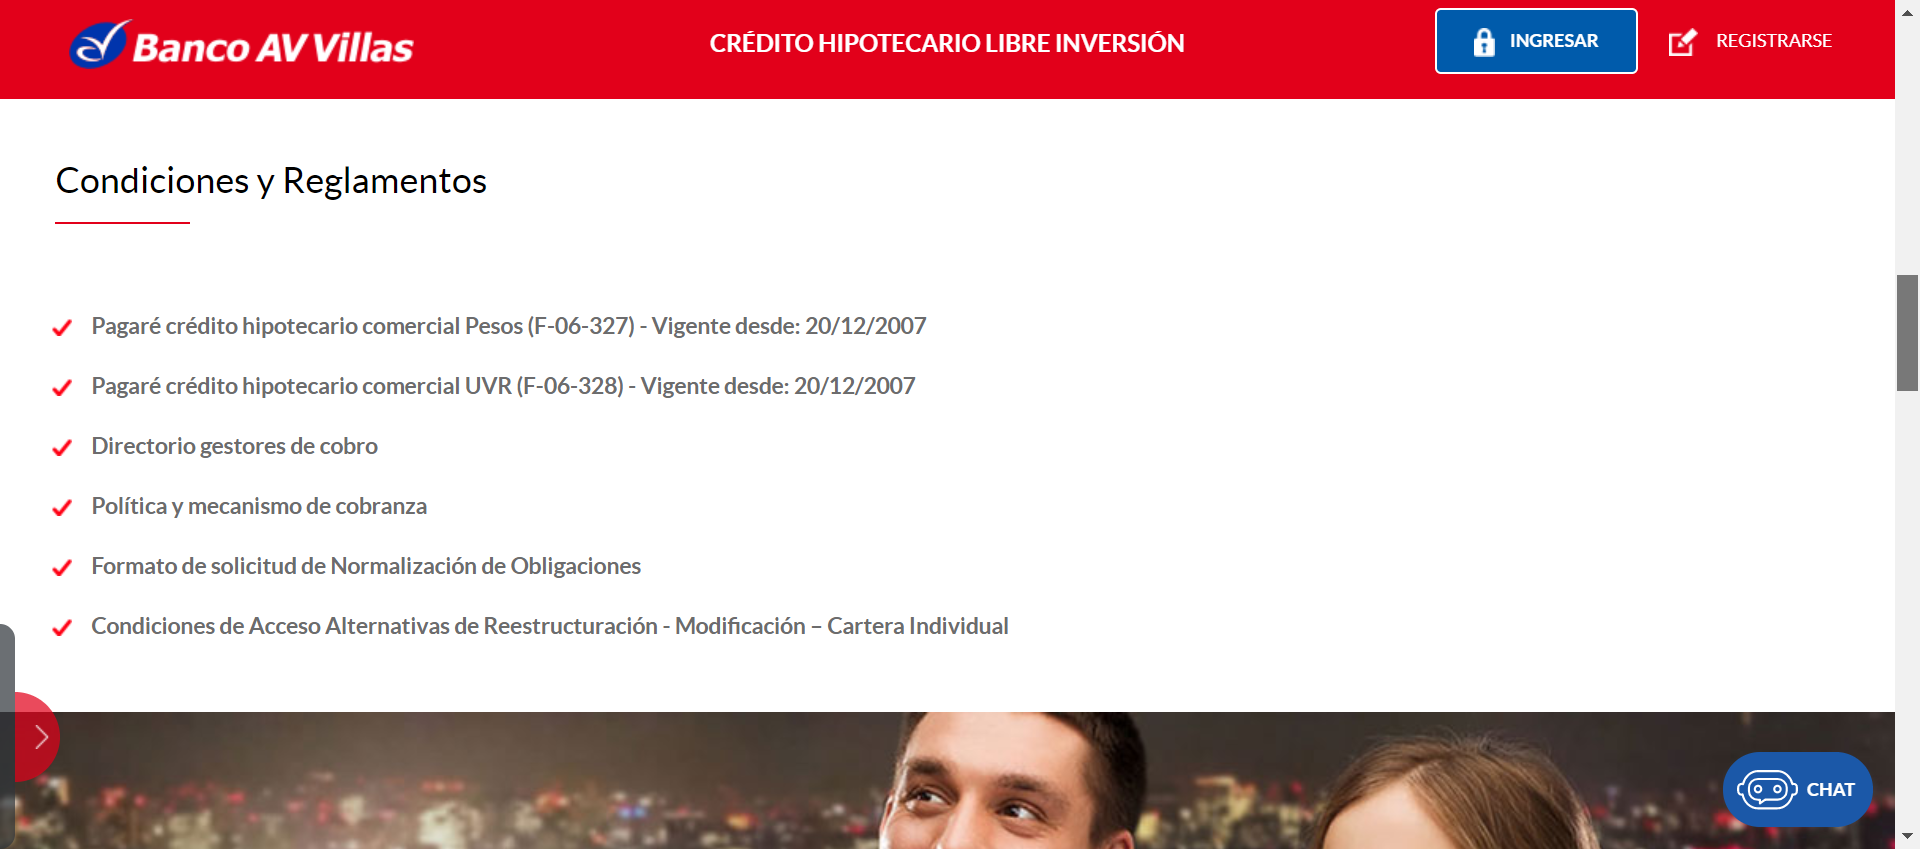 Banco AV Villas
CRÉDITO HIPOTECARIO LIBRE INVERSIÓN
INGRESAR
REGISTRARSE
Condiciones y Reglamentos
Pagaré crédito hipotecario comercial Pesos (F-06-327) - Vigente desde: 20/12/2007
Pagaré crédito hipotecario comercial UVR (F-06-328) - Vigente desde: 20/12/2007
Directorio gestores de cobro
Política y mecanismo de cobranza
Formato de solicitud de Normalización de Obligaciones
Condiciones de Acceso Alternativas de Reestructuración - Modificación – Cartera Individual
CHAT